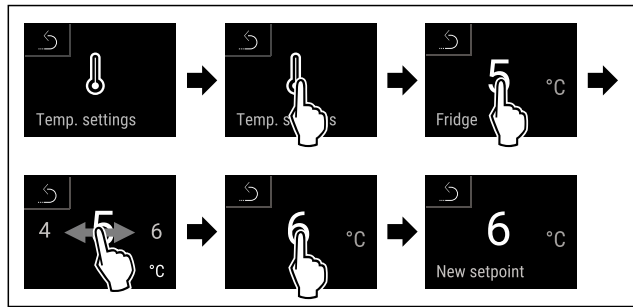 Temp. settings
Temp. s s
5 °C
Fridge
4 5 6
°C
6 °C
6 °C
New setpoint